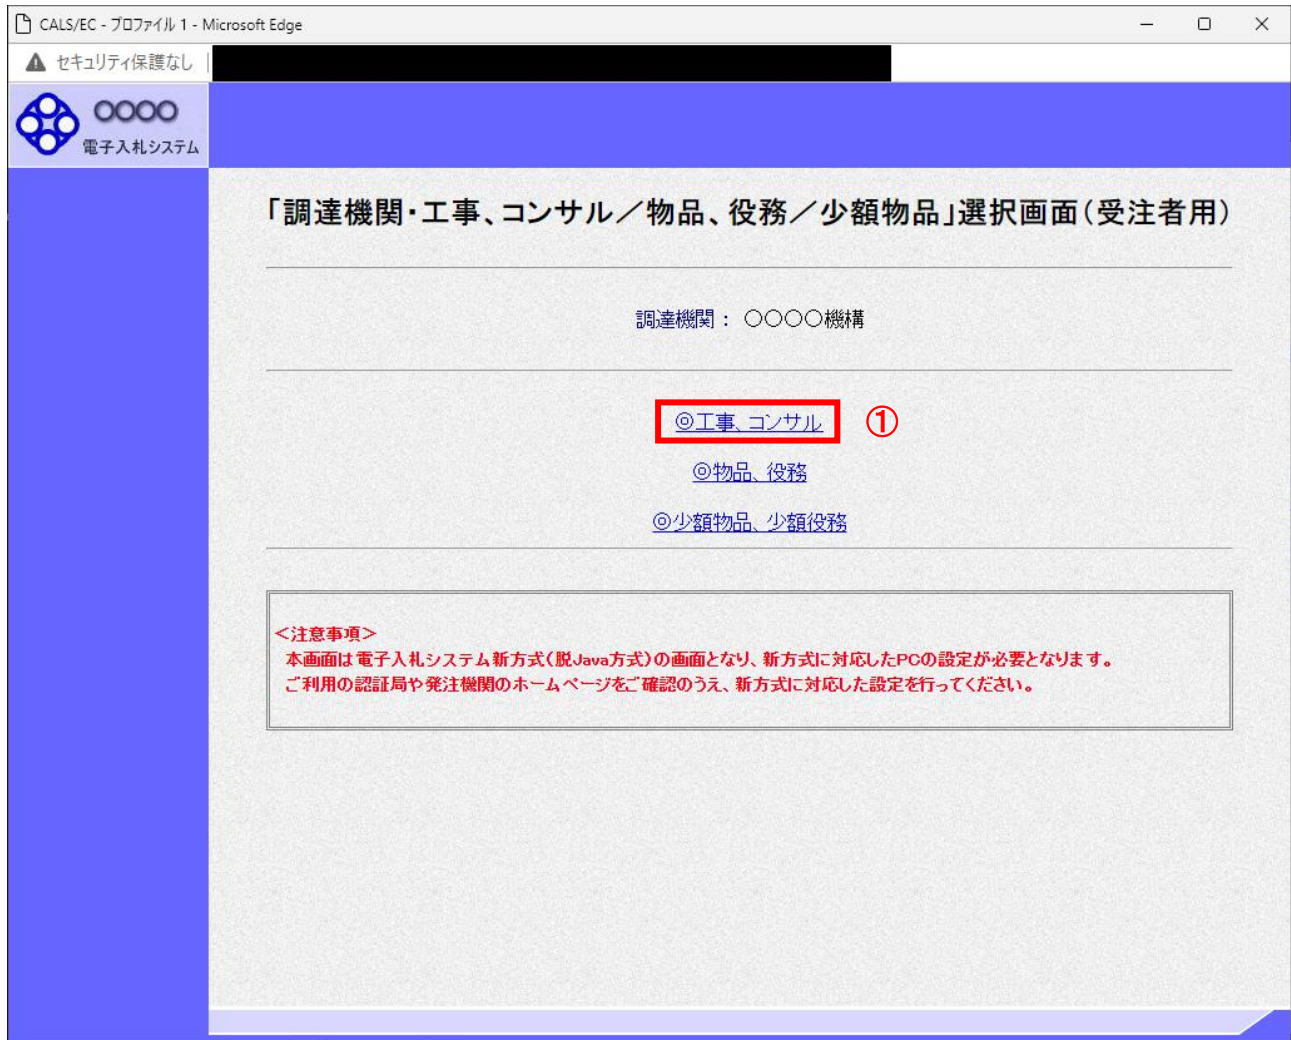 CALS/EC - プロファイル 1 - Microsoft Edge
セキュリティ保護なし
〇〇〇〇
電子入札システム
「調達機関・工事、コンサル／物品、役務／少額物品」選択画面（受注者用）
調達機関： 〇〇〇〇機構
◎工事、コンサル
①
◎物品、役務
◎少額物品、少額役務
＜注意事項＞
本画面は電子入札システム新方式（脱Java方式）の画面となり、新方式に対応したPCの設定が必要となります。
ご利用の認証局や発注機関のホームページをご確認のうえ、新方式に対応した設定を行ってください。